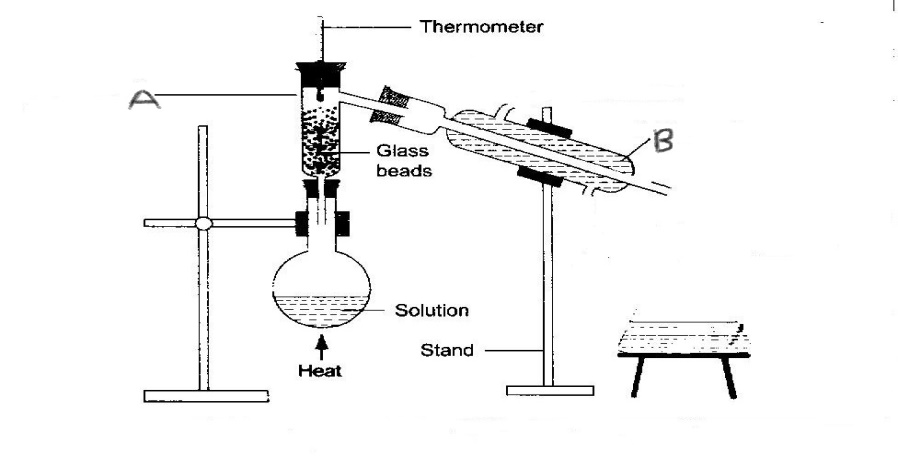 Thermometer
A
B
Glass
beads
Solution
Stand
Heat